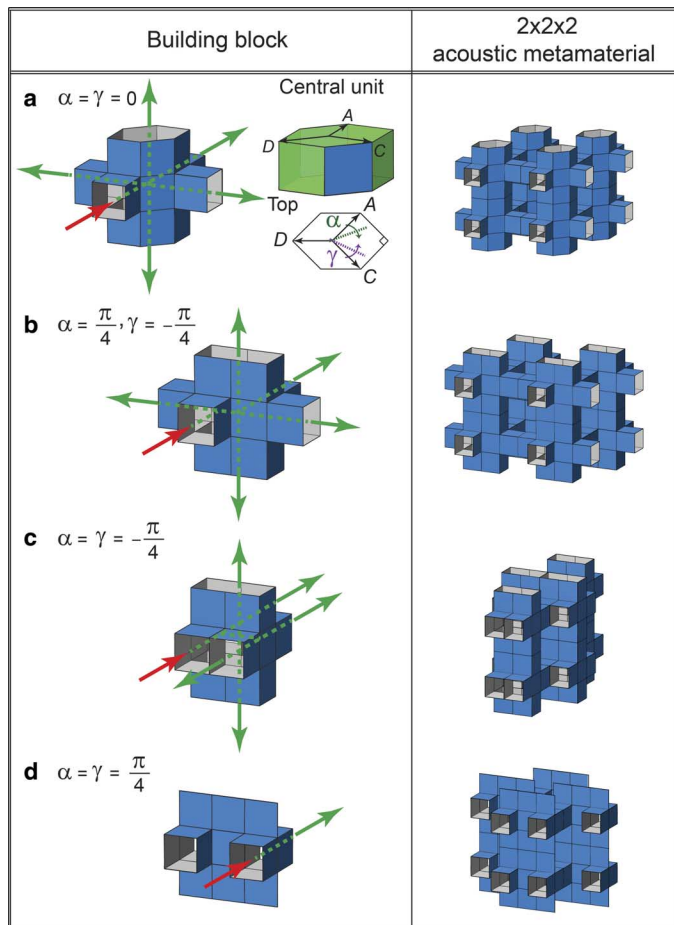 Building block
2x2x2
acoustic metamaterial
a α = γ = 0
Central unit
A
D
C
Top
A
α
D
γ
C
b α = π/4, γ = -π/4
c α = γ = -π/4
d α = γ = π/4